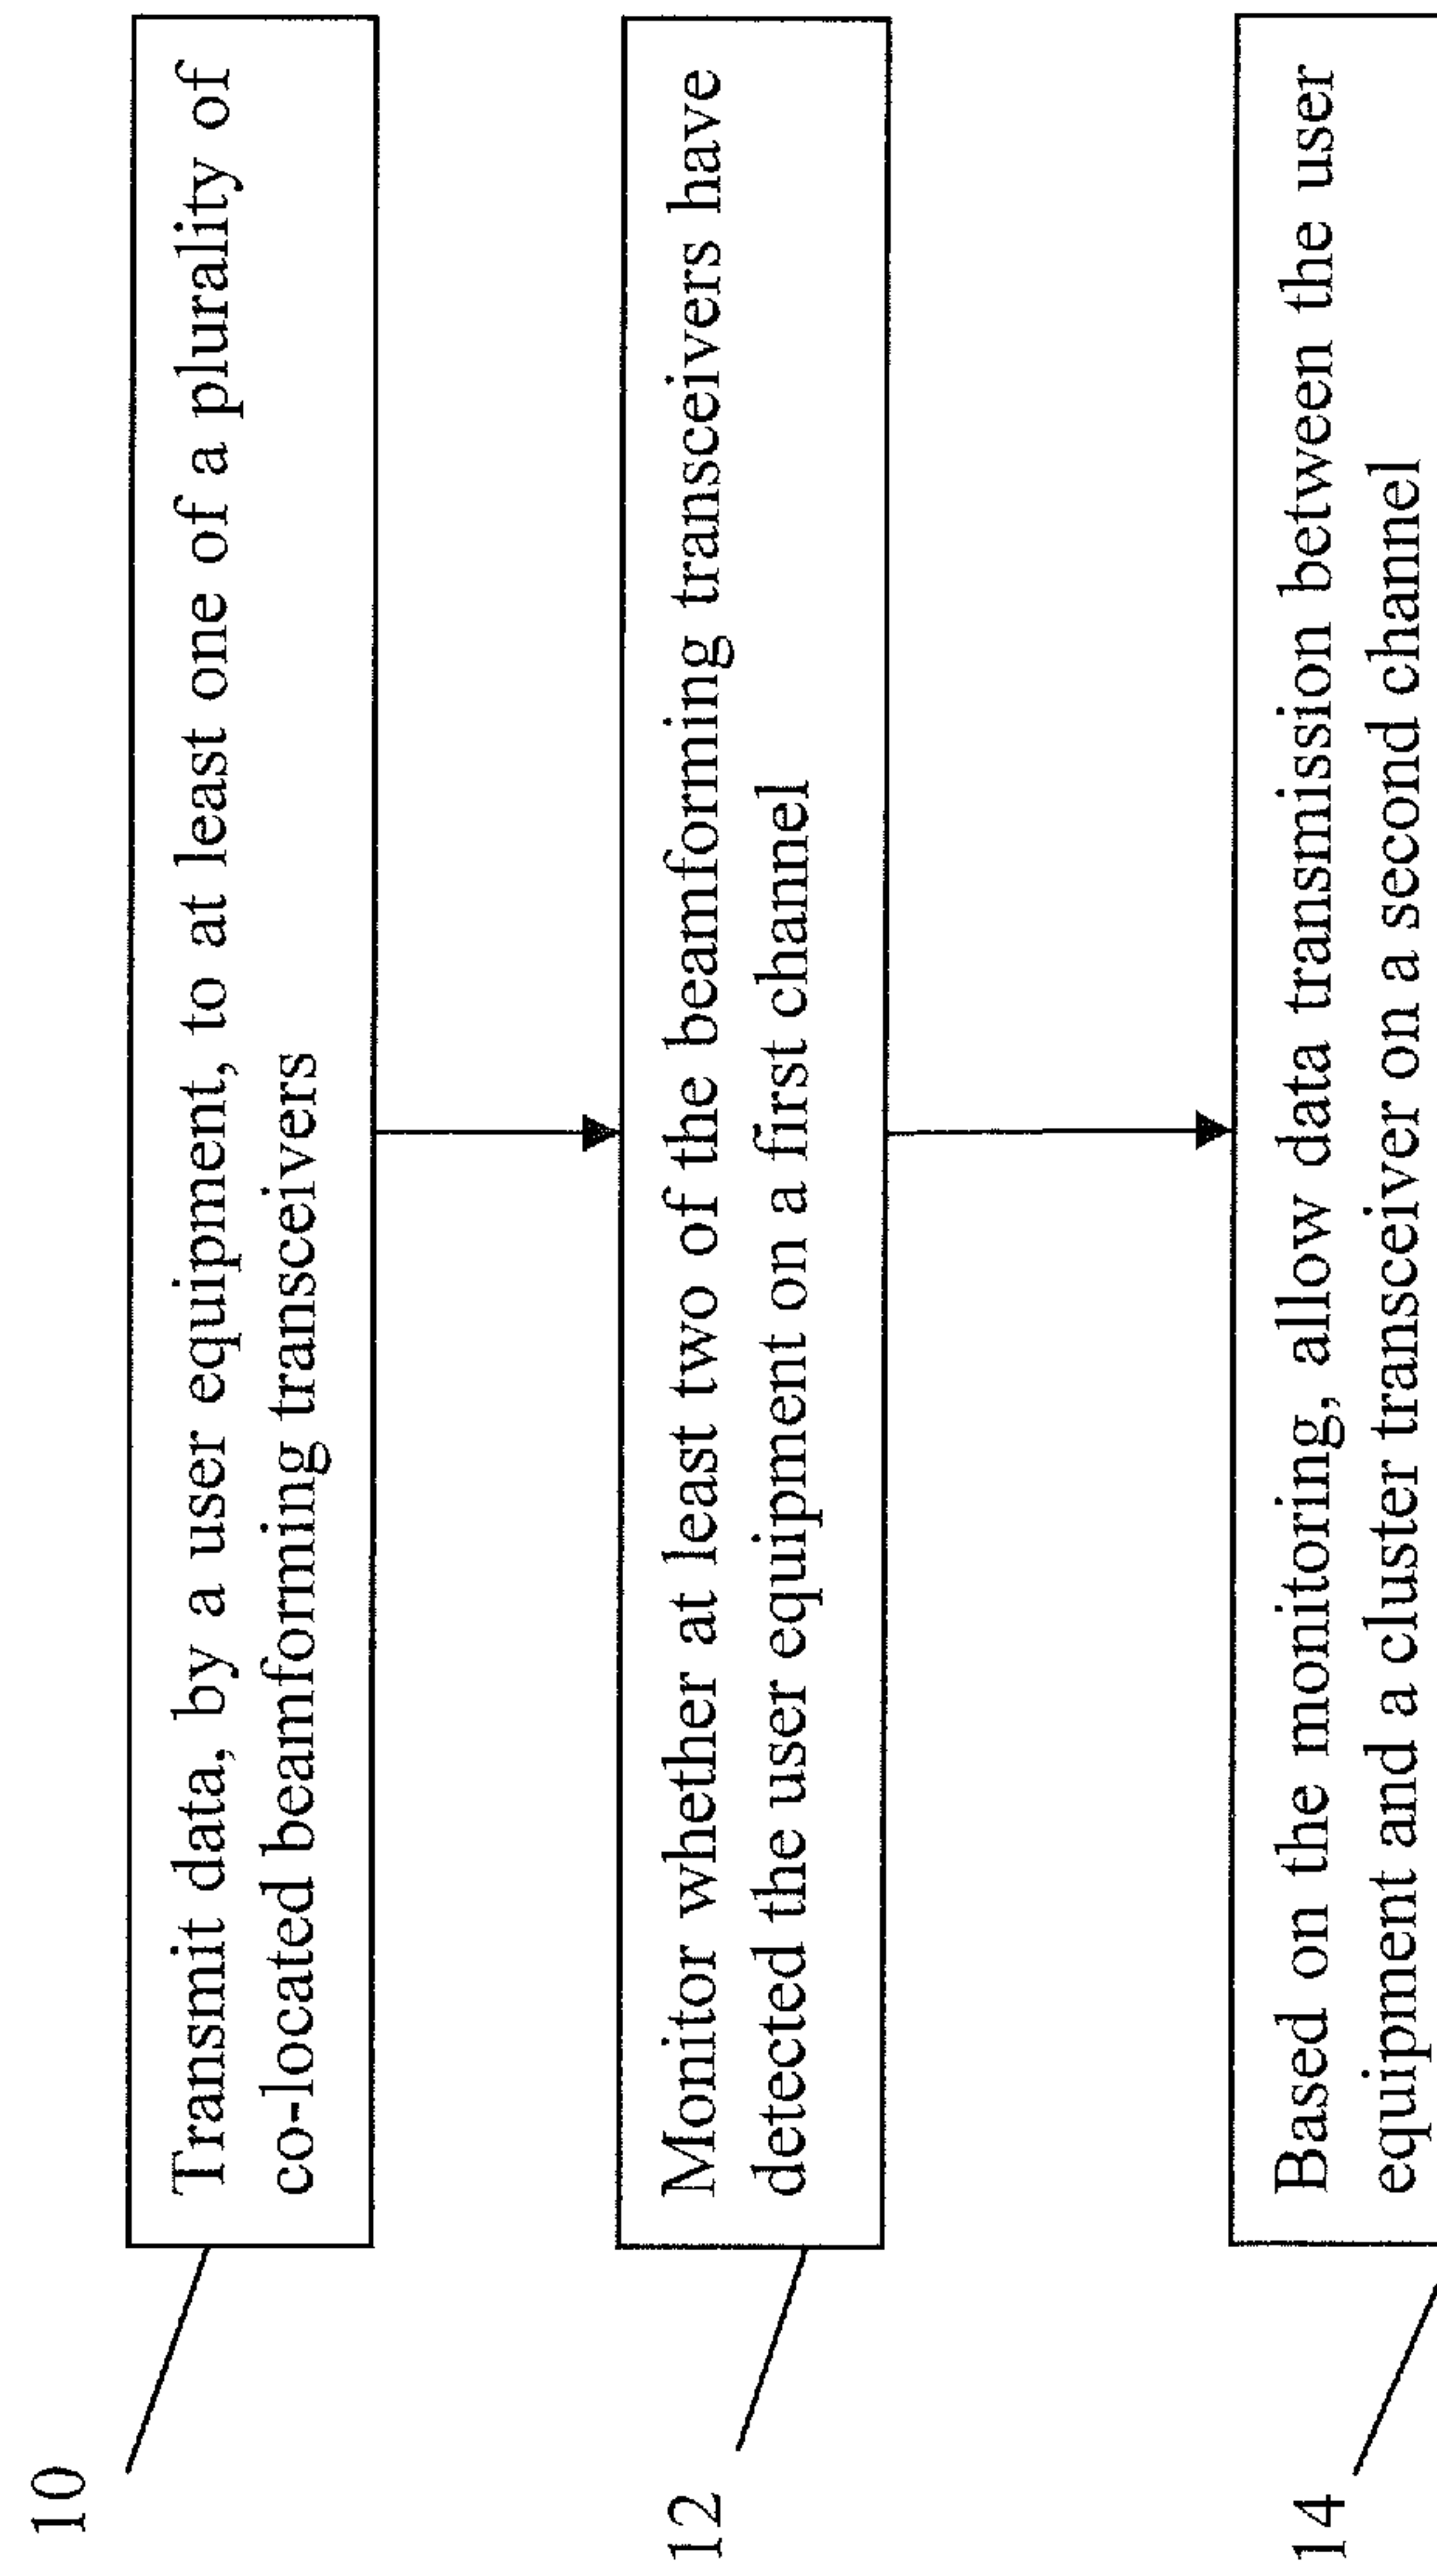 10
Transmit data, by a user equipment, to at least one of a plurality of
co-located beamforming transceivers
12
Monitor whether at least two of the beamforming transceivers have
detected the user equipment on a first channel
14
Based on the monitoring, allow data transmission between the user
equipment and a cluster transceiver on a second channel